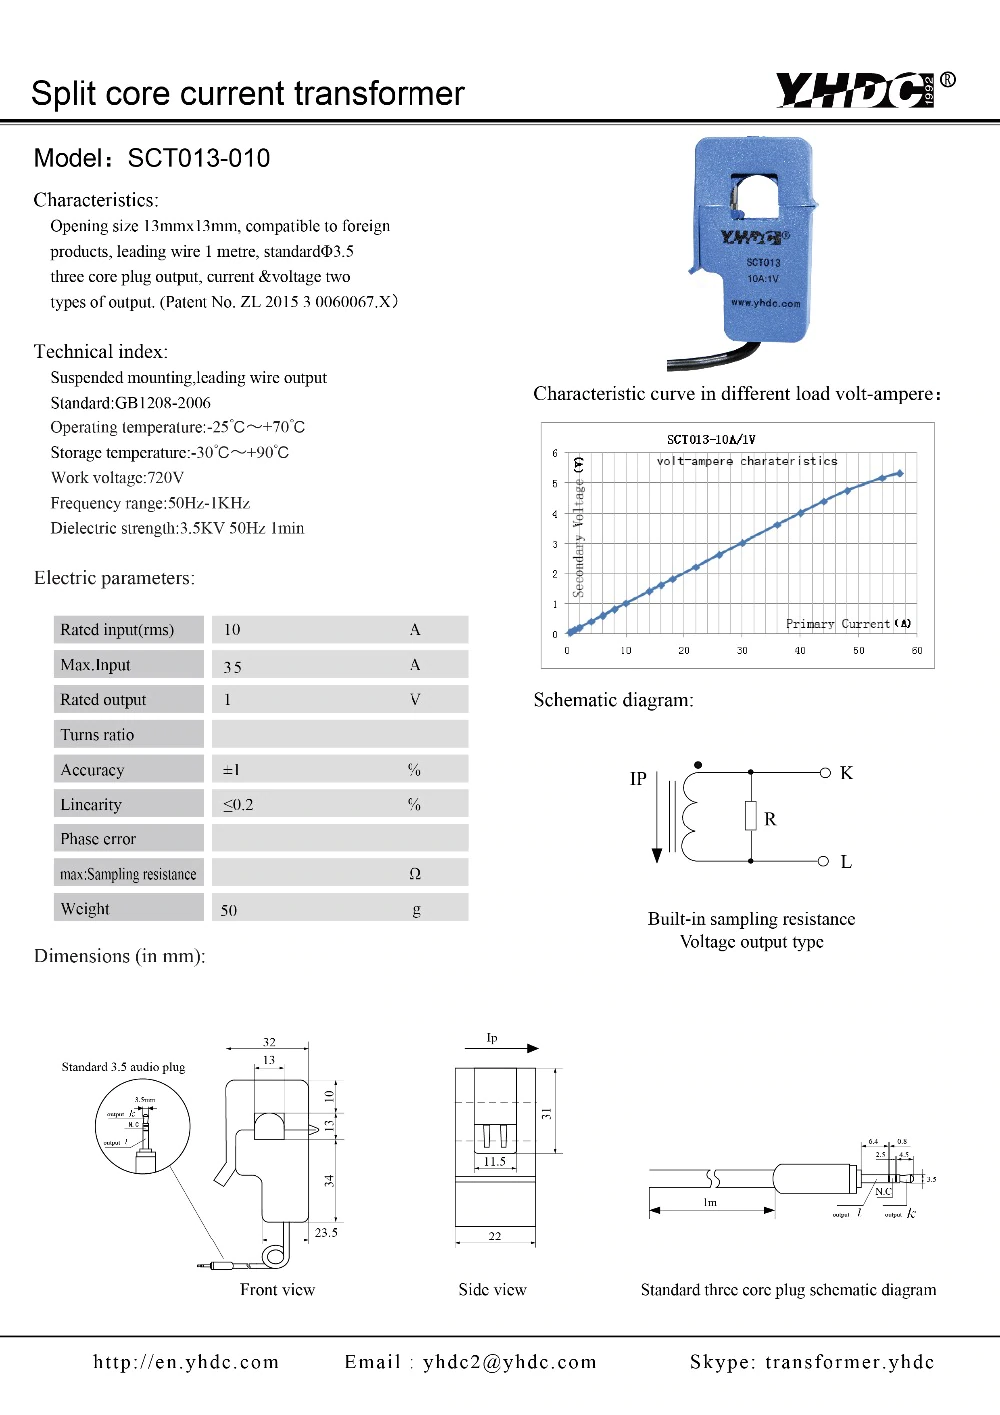 Split core current transformer
YHDC 1992 ®
Model：SCT013-010
Characteristics:
Opening size 13mmx13mm, compatible to foreign
products, leading wire 1 metre, standardΦ3.5
three core plug output, current &voltage two
types of output. (Patent No. ZL 2015 3 0060067.X）
Technical index:
Suspended mounting,leading wire output
Standard:GB1208-2006
Operating temperature:-25℃～+70℃
Storage temperature:-30℃～+90℃
Work voltage:720V
Frequency range:50Hz-1KHz
Dielectric strength:3.5KV 50Hz 1min
Electric parameters:
Rated input(rms) 10 A
Max.Input 35 A
Rated output 1 V
Turns ratio
Accuracy ±1 %
Linearity ≤0.2 %
Phase error
max:Sampling resistance Ω
Weight 50 g
YHDC®
SCT013
10A:1V
www.yhdc.com
Characteristic curve in different load volt-ampere：
SCT013-10A/1V
volt-ampere charateristics
Secondary Voltage (V)
6
5
4
3
2
1
0
Primary Current (A)
0 10 20 30 40 50 60
Schematic diagram:
IP
K
R
L
Built-in sampling resistance
Voltage output type
Dimensions (in mm):
Standard 3.5 audio plug
3.5mm
output k
N.C
output l
32
13
10
13
34
23.5
Front view
Ip
31
11.5
22
Side view
6.4 0.8
2.5 4.5
3.5
N.C
output l output k
1m
Standard three core plug schematic diagram
http://en.yhdc.com Email : yhdc2@yhdc.com Skype: transformer.yhdc